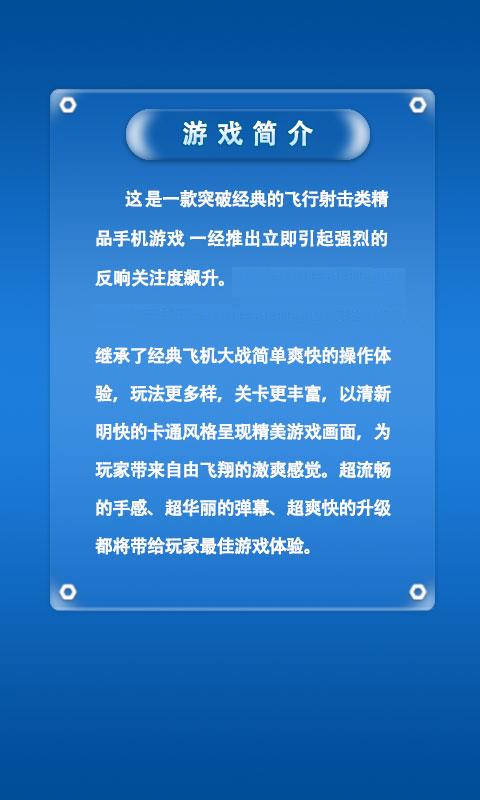 游戏简介
这是一款突破经典的飞行射击类精
品手机游戏 一经推出立即引起强烈的
反响关注度飙升。
继承了经典飞机大战简单爽快的操作体
验，玩法更多样，关卡更丰富，以清新
明快的卡通风格呈现精美游戏画面，为
玩家带来自由飞翔的激爽感觉。超流畅
的手感、超华丽的弹幕、超爽快的升级
都将带给玩家最佳游戏体验。